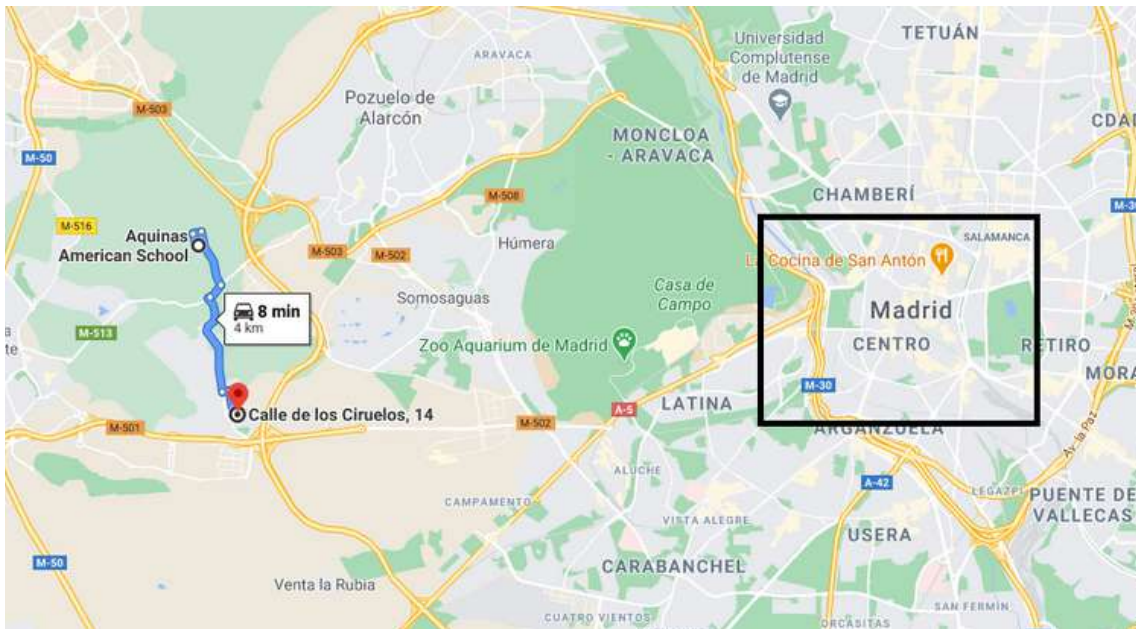 TETUÁN
Universidad
Complutense
de Madrid
ARAVACA
Pozuelo de
Alarcón
M-503
CDAD
M-50
MONCLOA
- ARAVACA
M-508
CHAMBERÍ
M-30
M-516
Aquinas
American School
M-503
M-502
Húmera
SALAMANCA
La Cocina de San Antón
Casa de
Campo
Somosaguas
8 min
4 km
Madrid
M-513
Zoo Aquarium de Madrid
CENTRO
RETIRO
MORA
M-30
A-5
LATINA
Calle de los Ciruelos, 14
M-501
M-502
ARGANZUELA
Av. la Paz
ALUCHE
A-42
LEGAZPI
PUENTE DE
VALLECAS
CAMPAMENTO
VISTA ALEGRE
USERA
M-50
CARABANCHEL
Venta la Rubia
SAN FERMÍN
CUATRO VIENTOS
ORCASITAS